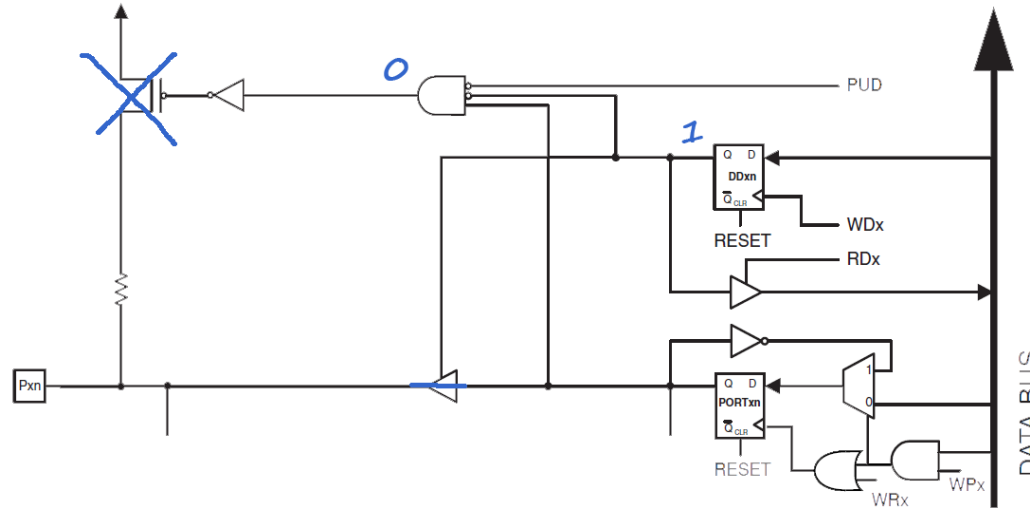 0
PUD
1
Q D
DDxn
Q CLR
WDx
RESET
RDx
Pxn
1
Q D
PORTxn
0
Q CLR
RESET
WRx
WPx
DATA BUS